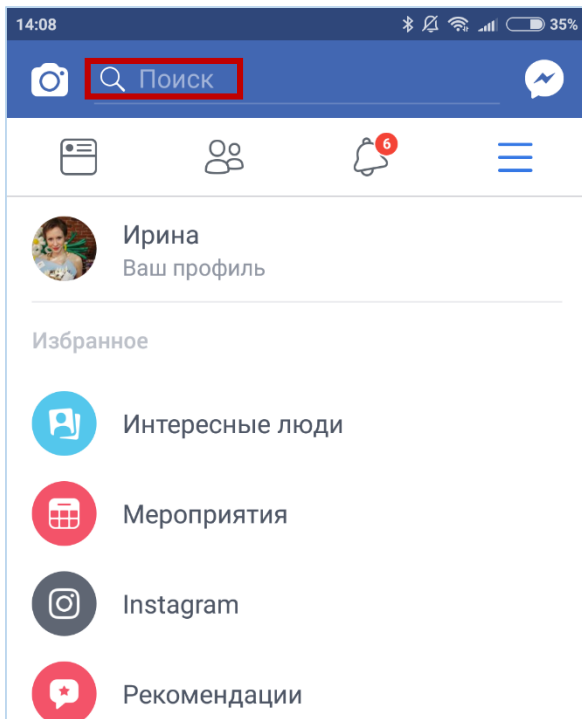 14:08
35%
Поиск
6
Ирина
Ваш профиль
Избранное
Интересные люди
Мероприятия
Instagram
Рекомендации